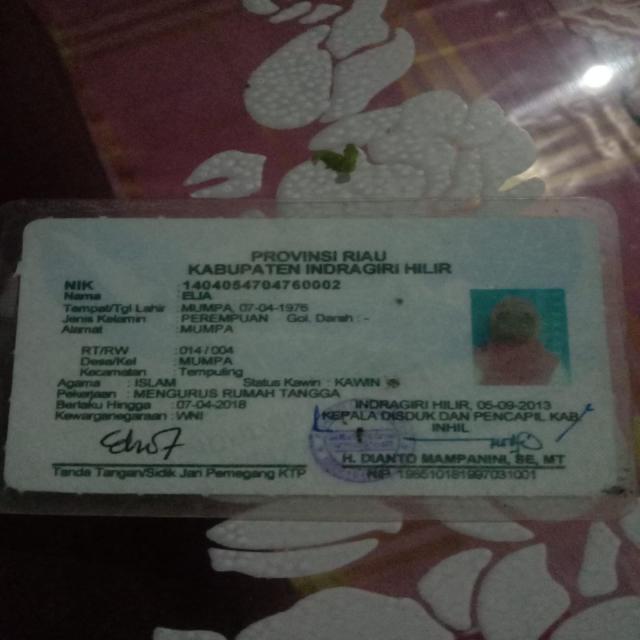 PROVINSI RIAU
KABUPATEN INDRAGIRI HILIR
NIK : 1404054704760002
Nama : ELIA
Tempat/Tgl Lahir : MUMPA, 07-04-1976
Jenis Kelamin : PEREMPUAN Gol. Darah : -
Alamat : MUMPA
RT/RW : 014 / 004
Desa/Kel : MUMPA
Kecamatan : Tempuling
Agama : ISLAM Status Kawin : KAWIN
Pekerjaan : MENGURUS RUMAH TANGGA
Berlaku Hingga : 07-04-2018
Kewarganegaraan : WNI
INDRAGIRI HILIR, 05-09-2013
KEPALA DISDUK DAN PENCAPIL KAB
INHIL
H. DIANTO MAMPANINI, SE, MT
NIP.
Tanda Tangan/Sidik Jari Pemegang KTP